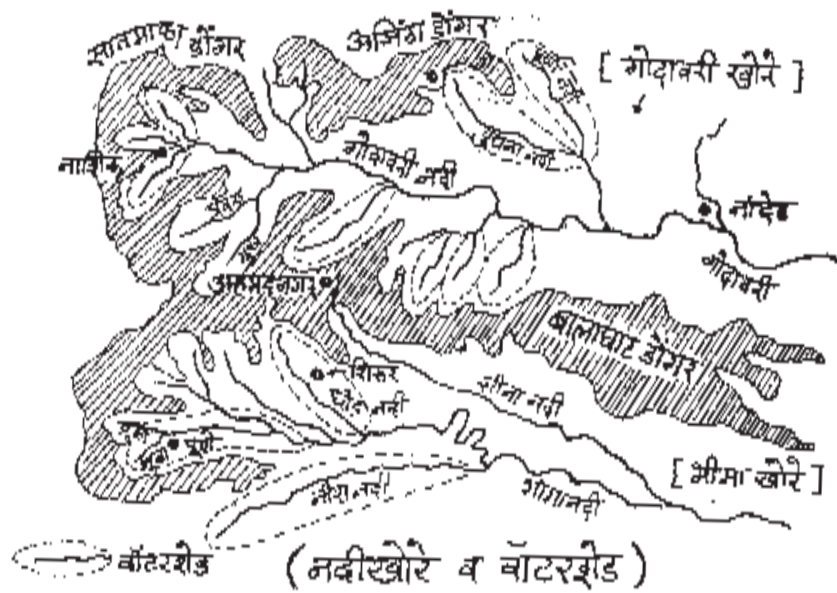 सातमाळा डोंगर
अजिंठा डोंगर
[ गोदावरी खोरे ]
नाशिक
गोदावरी नदी
पूर्णा नदी
नांदेड
गोदावरी
अहमदनगर
बालाघाट डोंगर
शिरूर
घोड नदी
सीना नदी
मुळा
पुणे
[ भीमा खोरे ]
नीरा नदी
भीमा नदी
वॉटरशेड
( नदीखोरे व वॉटरशेड )